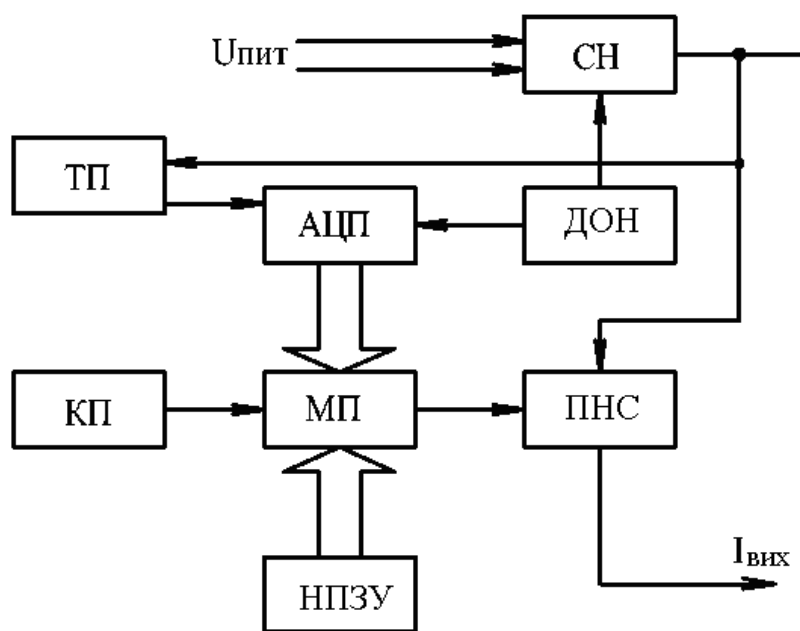 Uпит
СН
ТП
АЦП
ДОН
КП
МП
ПНС
НПЗУ
Iвих